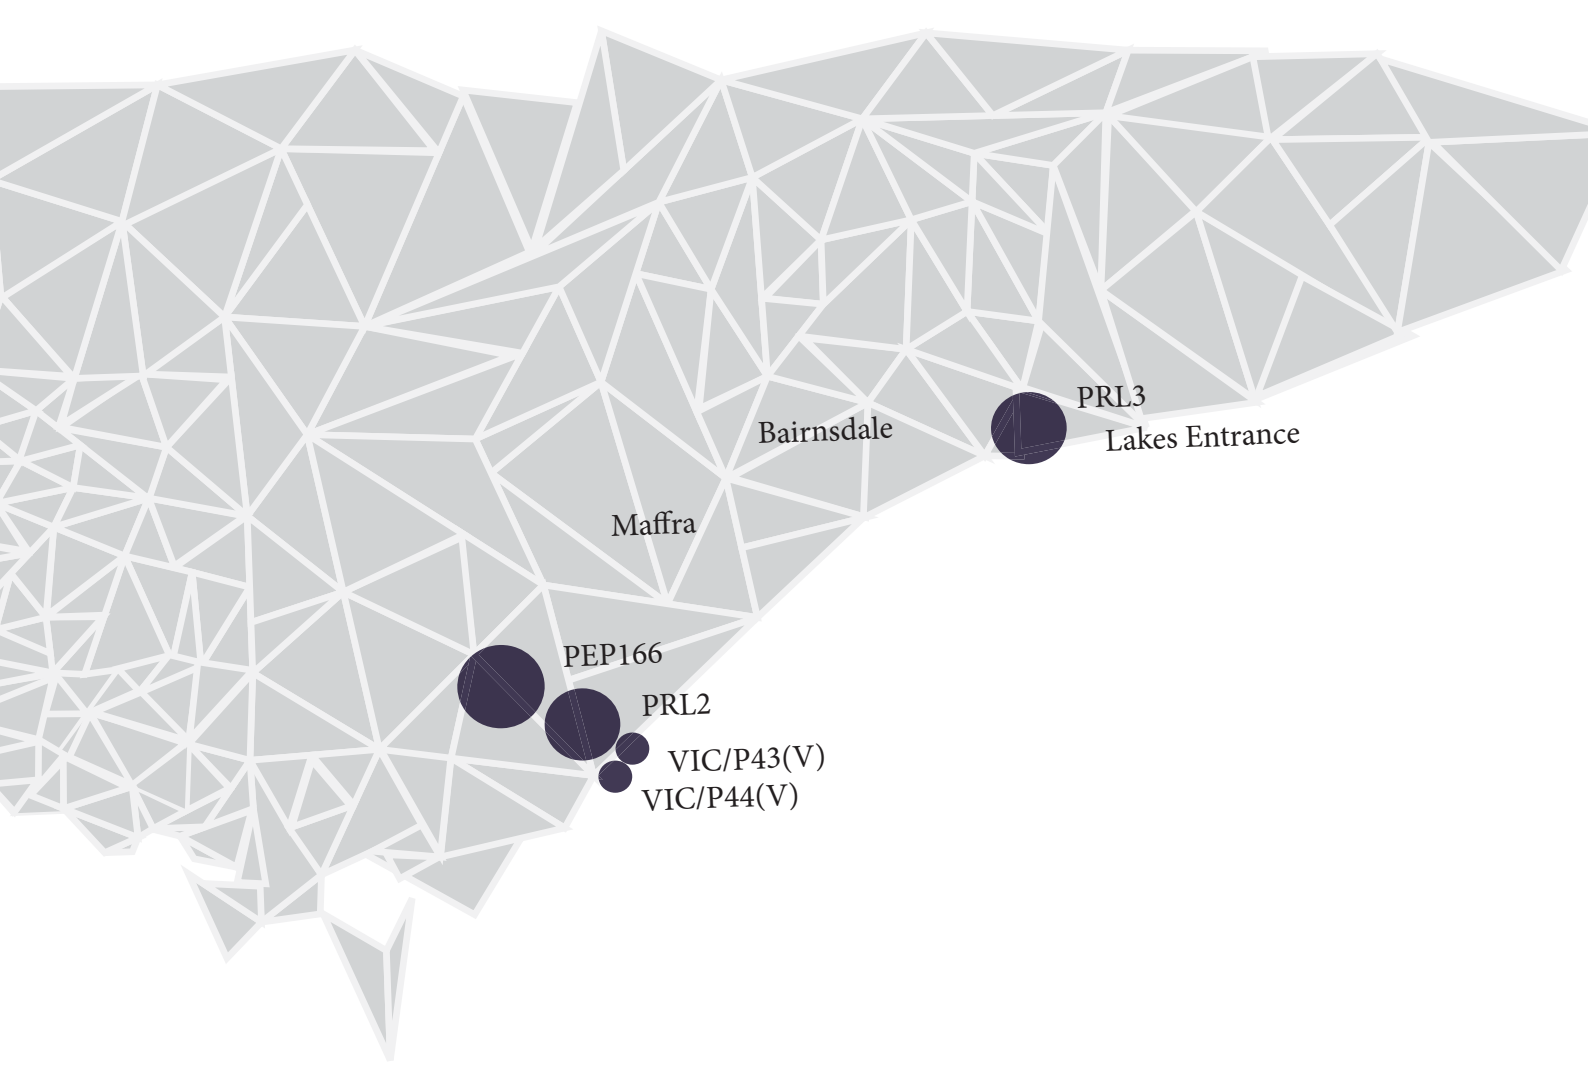 PRL3
Bairnsdale
Lakes Entrance
Maffra
PEP166
PRL2
VIC/P43(V)
VIC/P44(V)